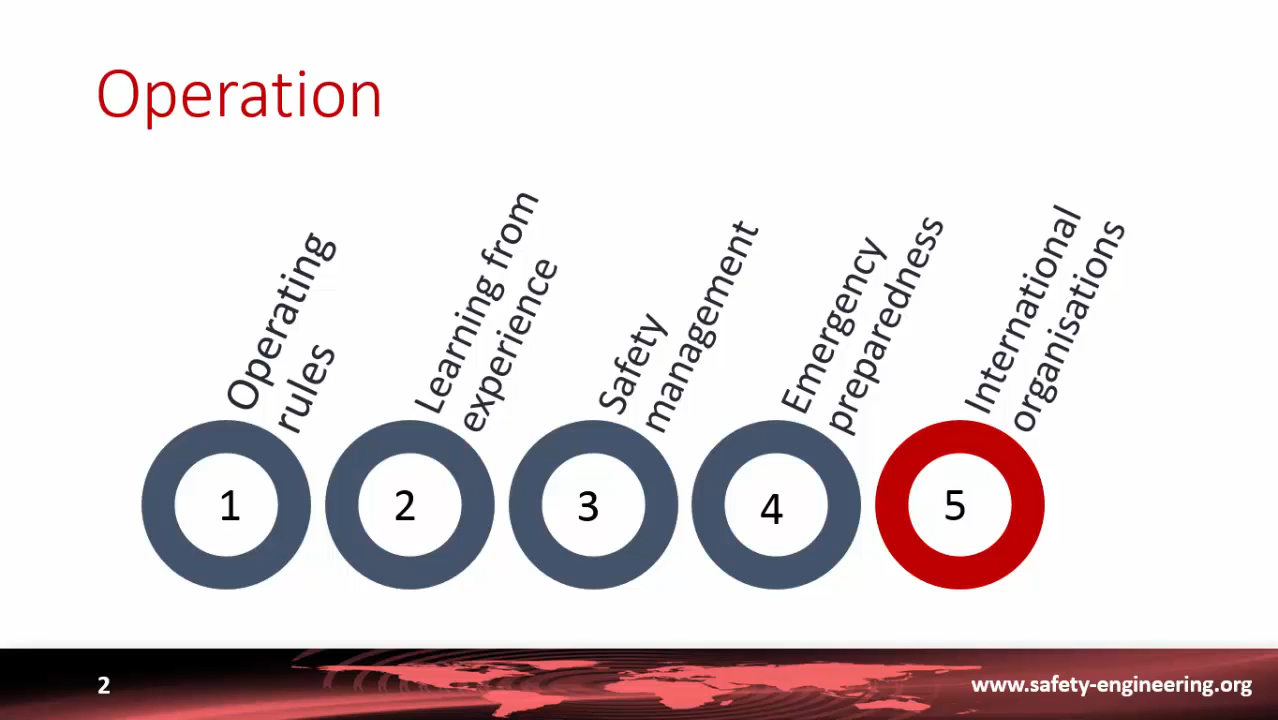 Operation
Operating
rules
Learning from
experience
Safety
management
Emergency
preparedness
International
organisations
1
2
3
4
5
2
www.safety-engineering.org